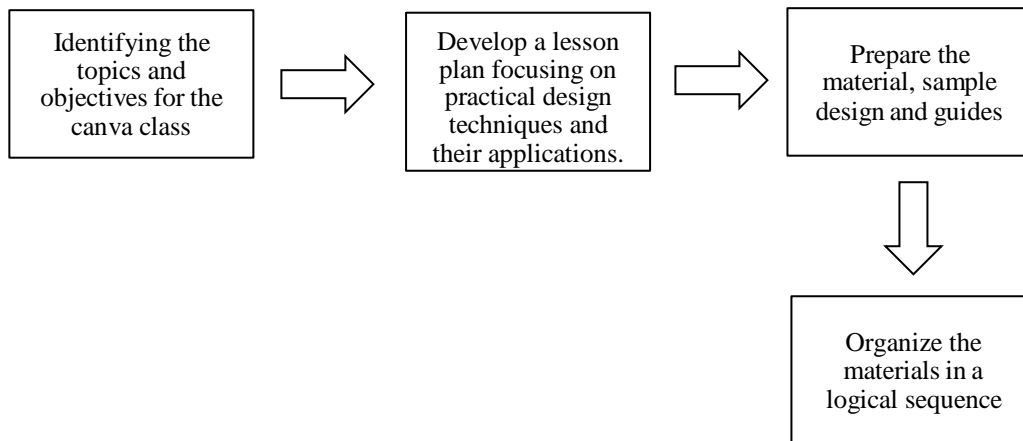 Identifying the
topics and
objectives for the
canva class
Develop a lesson
plan focusing on
practical design
techniques and
their applications.
Prepare the
material, sample
design and guides
Organize the
materials in a
logical sequence